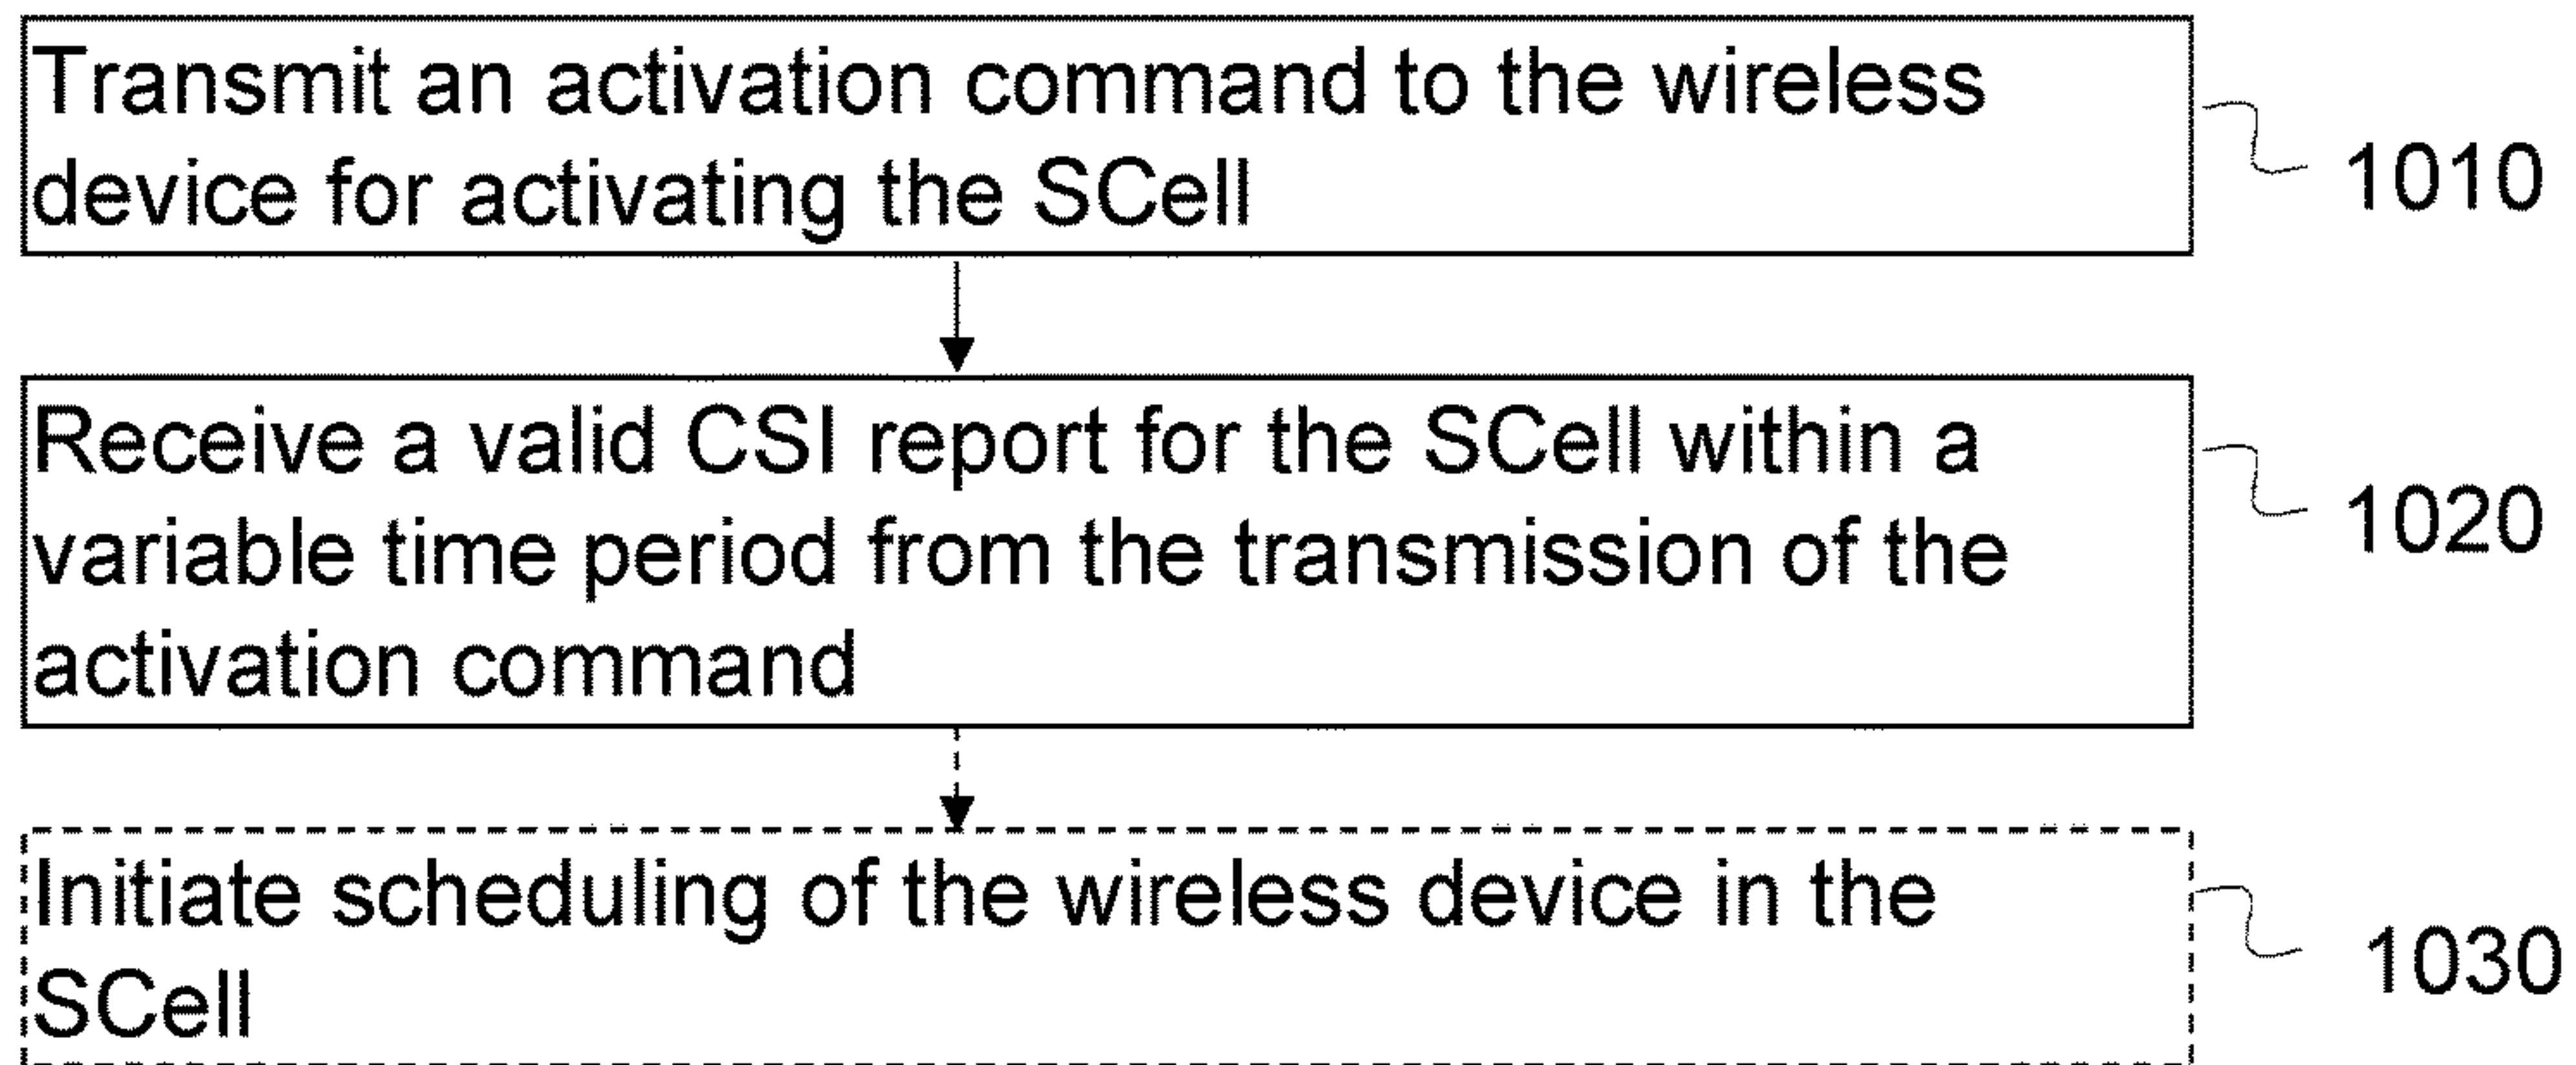 Transmit an activation command to the wireless
device for activating the SCell
1010
Receive a valid CSI report for the SCell within a
variable time period from the transmission of the
activation command
1020
Initiate scheduling of the wireless device in the
SCell
1030